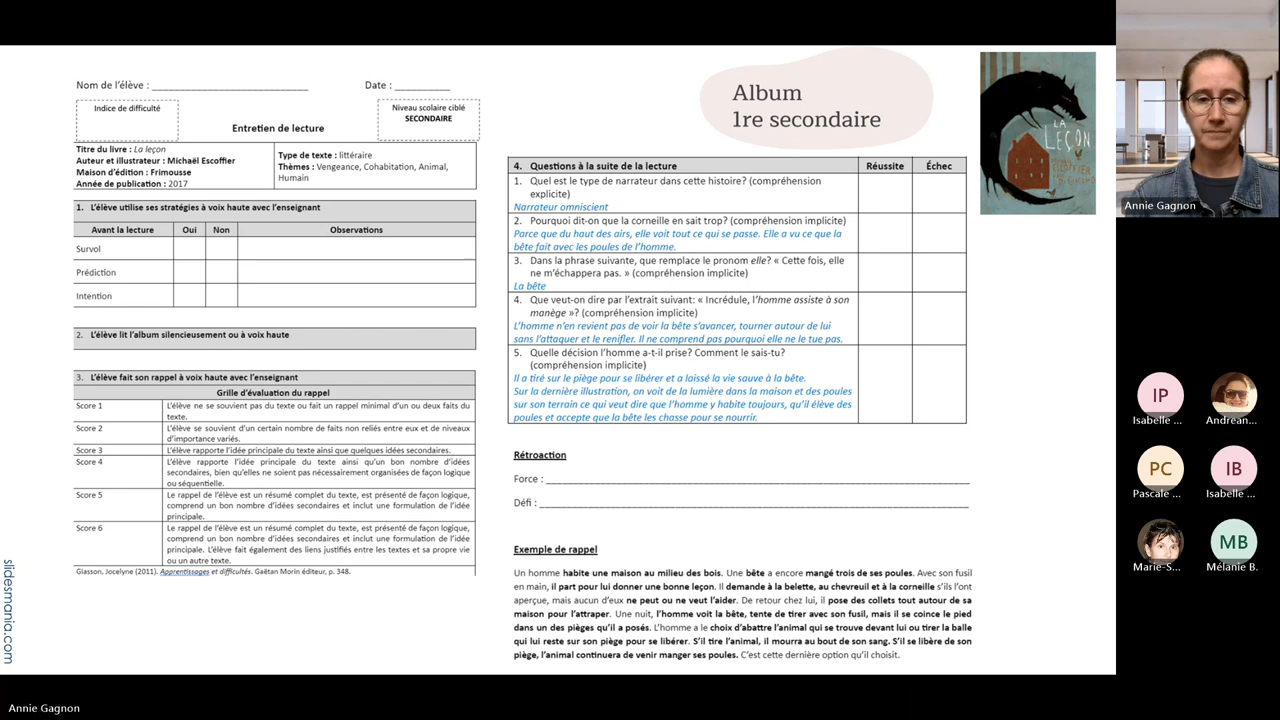 Nom de l'élève : ___________________________ Date : __________
Indice de difficulté
Niveau scolaire ciblé
SECONDAIRE
Entretien de lecture
Titre du livre : La leçon
Auteur et illustrateur : Michaël Escoffier
Maison d'édition : Frimousse
Année de publication : 2017
Type de texte : littéraire
Thèmes : Vengeance, Cohabitation, Animal,
Humain
1. L'élève utilise ses stratégies à voix haute avec l'enseignant
Avant la lecture Oui Non Observations
Survol
Prédiction
Intention
2. L'élève lit l'album silencieusement ou à voix haute
3. L'élève fait son rappel à voix haute avec l'enseignant
Grille d'évaluation du rappel
Score 1 L'élève ne se souvient pas du texte ou fait un rappel minimal d'un ou deux faits du
texte.
Score 2 L'élève se souvient d'un certain nombre de faits non reliés entre eux et de niveaux
d'importance variés.
Score 3 L'élève rapporte l'idée principale du texte ainsi que quelques idées secondaires.
Score 4 L'élève rapporte l'idée principale du texte ainsi qu'un bon nombre d'idées
secondaires, bien qu'elles ne soient pas nécessairement organisées de façon logique
ou séquentielle.
Score 5 Le rappel de l'élève est un résumé complet du texte, est présenté de façon logique,
comprend un bon nombre d'idées secondaires et inclut une formulation de l'idée
principale.
Score 6 Le rappel de l'élève est un résumé complet du texte, est présenté de façon logique,
comprend un bon nombre d'idées secondaires et inclut une formulation de l'idée
principale. L'élève fait également des liens justifiés entre les textes et sa propre vie
ou un autre texte.
Giasson, Jocelyne (2011). Apprentissages et difficultés. Gaëtan Morin éditeur, p. 348.
slidesmania.com
Album
1re secondaire
4. Questions à la suite de la lecture Réussite Échec
1. Quel est le type de narrateur dans cette histoire? (compréhension
explicite)
Narrateur omniscient
2. Pourquoi dit-on que la corneille en sait trop? (compréhension implicite)
Parce que du haut des airs, elle voit tout ce qui se passe. Elle a vu ce que la
bête fait avec les poules de l'homme.
3. Dans la phrase suivante, que remplace le pronom elle? « Cette fois, elle
ne m'échappera pas. » (compréhension implicite)
La bête
4. Que veut-on dire par l'extrait suivant: « Incrédule, l'homme assiste à son
manège »? (compréhension implicite)
L'homme n'en revient pas de voir la bête s'avancer, tourner autour de lui
sans l'attaquer et le renifler. Il ne comprend pas pourquoi elle ne le tue pas.
5. Quelle décision l'homme a-t-il prise? Comment le sais-tu?
(compréhension implicite)
Il a tiré sur le piège pour se libérer et a laissé la vie sauve à la bête.
Sur la dernière illustration, on voit de la lumière dans la maison et des poules
sur son terrain ce qui veut dire que l'homme y habite toujours, qu'il élève des
poules et accepte que la bête les chasse pour se nourrir.
Rétroaction
Force : ______________________________
Défi : ______________________________
Exemple de rappel
Un homme habite une maison au milieu des bois. Une bête a encore mangé trois de ses poules. Avec son fusil
en main, il part pour lui donner une bonne leçon. Il demande à la belette, au chevreuil et à la corneille s'ils l'ont
aperçue, mais aucun d'eux ne peut ou ne veut l'aider. De retour chez lui, il pose des collets tout autour de sa
maison pour l'attraper. Une nuit, l'homme voit la bête, tente de tirer avec son fusil, mais il se coince le pied
dans un des pièges qu'il a posés. L'homme a le choix d'abattre l'animal qui se trouve devant lui ou tirer la balle
qui lui reste sur son piège pour se libérer. S'il tire l'animal, il mourra au bout de son sang. S'il se libère de son
piège, l'animal continuera de venir manger ses poules. C'est cette dernière option qu'il choisit.
LA
LEÇON
Annie Gagnon
IP
Isabelle ...
Andrean...
PC
Pascale ...
IB
Isabelle ...
Marie-S...
MB
Mélanie B.
Annie Gagnon